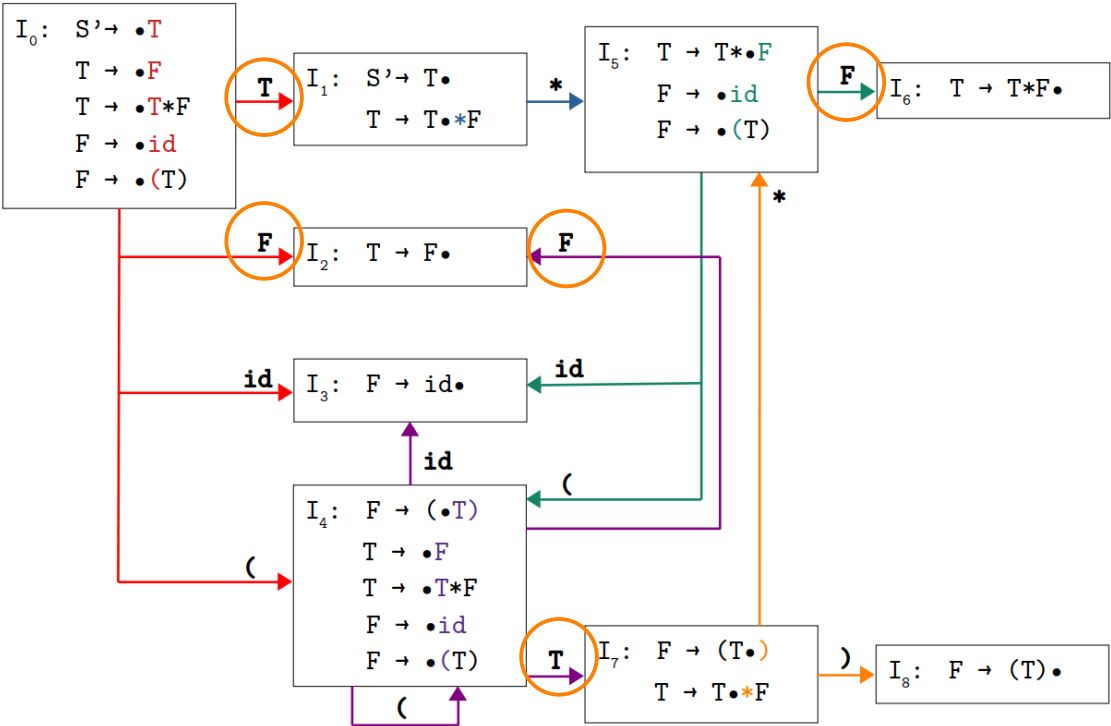 I₀: S’→ •T
T → •F
T → •T*F
F → •id
F → •(T)
T
I₁: S’→ T•
T → T•*F
*
I₅: T → T*•F
F → •id
F → •(T)
F
I₆: T → T*F•
*
F
I₂: T → F•
F
id
I₃: F → id•
id
id
(
(
I₄: F → (•T)
T → •F
T → •T*F
F → •id
F → •(T)
(
T
I₇: F → (T•)
T → T•*F
)
I₈: F → (T)•